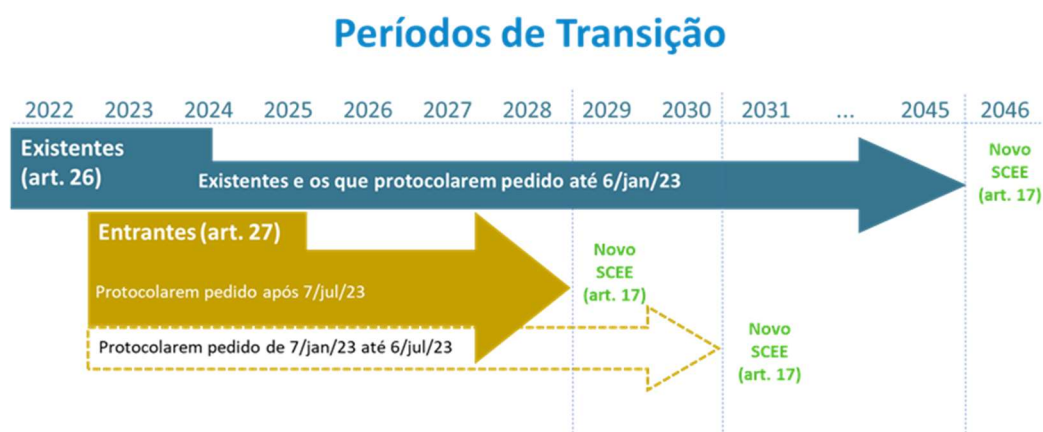 Períodos de Transição
2022 2023 2024 2025 2026 2027 2028 2029 2030 2031 ... 2045 2046
Existentes
(art. 26)
Existentes e os que protocolarem pedido até 6/jan/23
Novo
SCEE
(art. 17)
Entrantes (art. 27)
Protocolarem pedido após 7/jul/23
Novo
SCEE
(art. 17)
Protocolarem pedido de 7/jan/23 até 6/jul/23
Novo
SCEE
(art. 17)